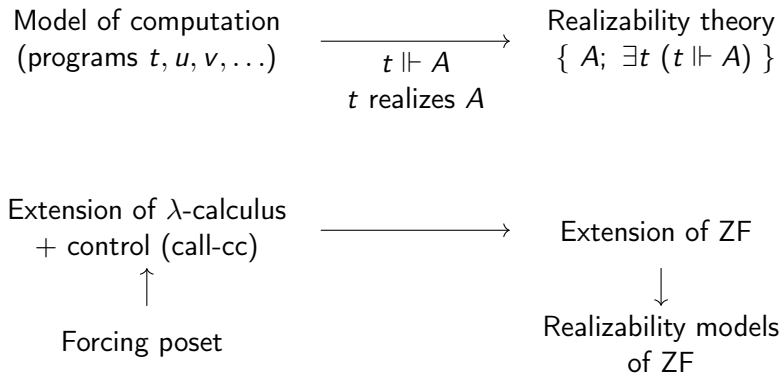 Model of computation
(programs t, u, v, …)
t ⊩ A
t realizes A
Realizability theory
{ A; ∃t (t ⊩ A) }
Extension of λ-calculus
+ control (call-cc)
Extension of ZF
Forcing poset
Realizability models
of ZF